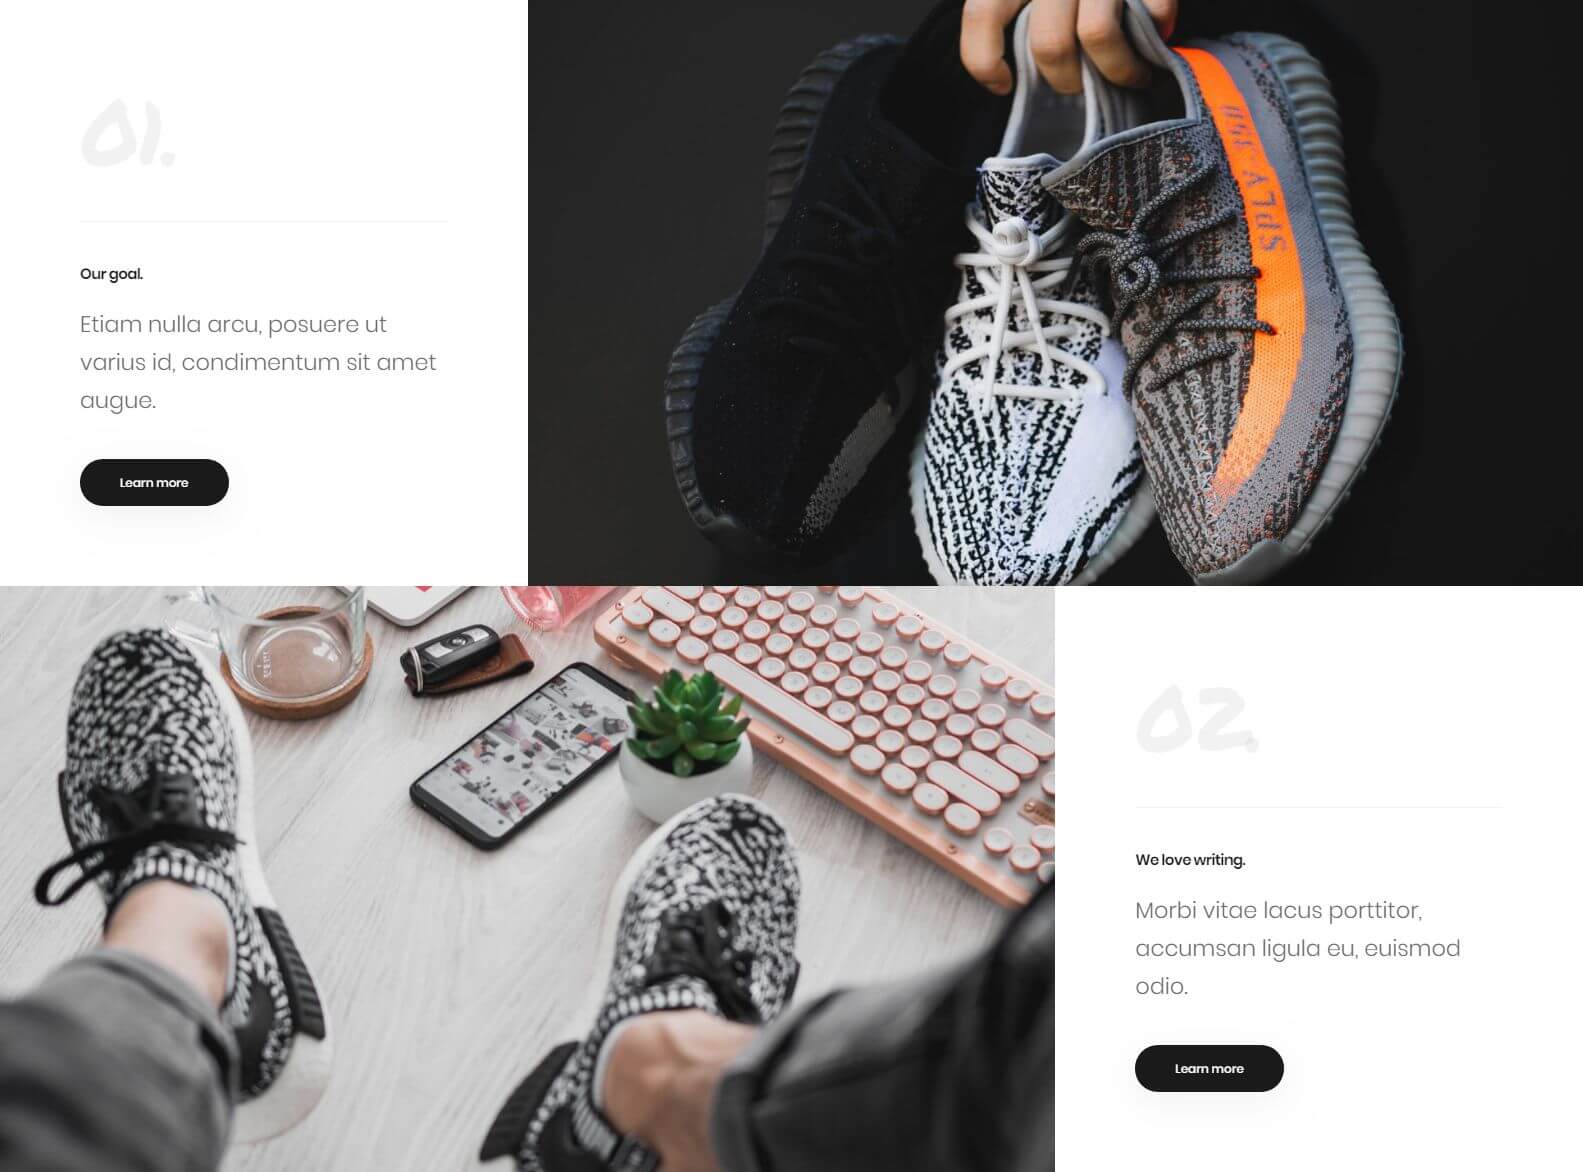 01.
Our goal.
Etiam nulla arcu, posuere ut
varius id, condimentum sit amet
augue.
Learn more
SPLY-350
02.
We love writing.
Morbi vitae lacus porttitor,
accumsan ligula eu, euismod
odio.
Learn more